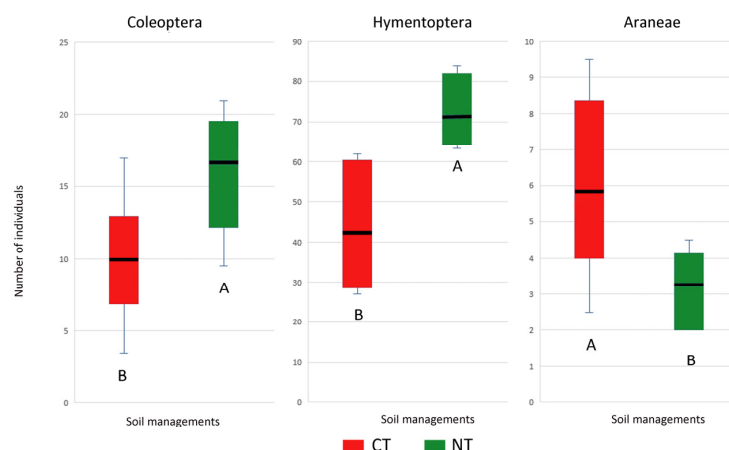 Coleoptera
Hymentoptera
Araneae
Number of individuals
25
20
15
10
5
0
B
A
Soil managements
90
80
70
60
50
40
30
20
10
0
B
A
Soil managements
10
9
8
7
6
5
4
3
2
1
0
A
B
Soil managements
CT NT